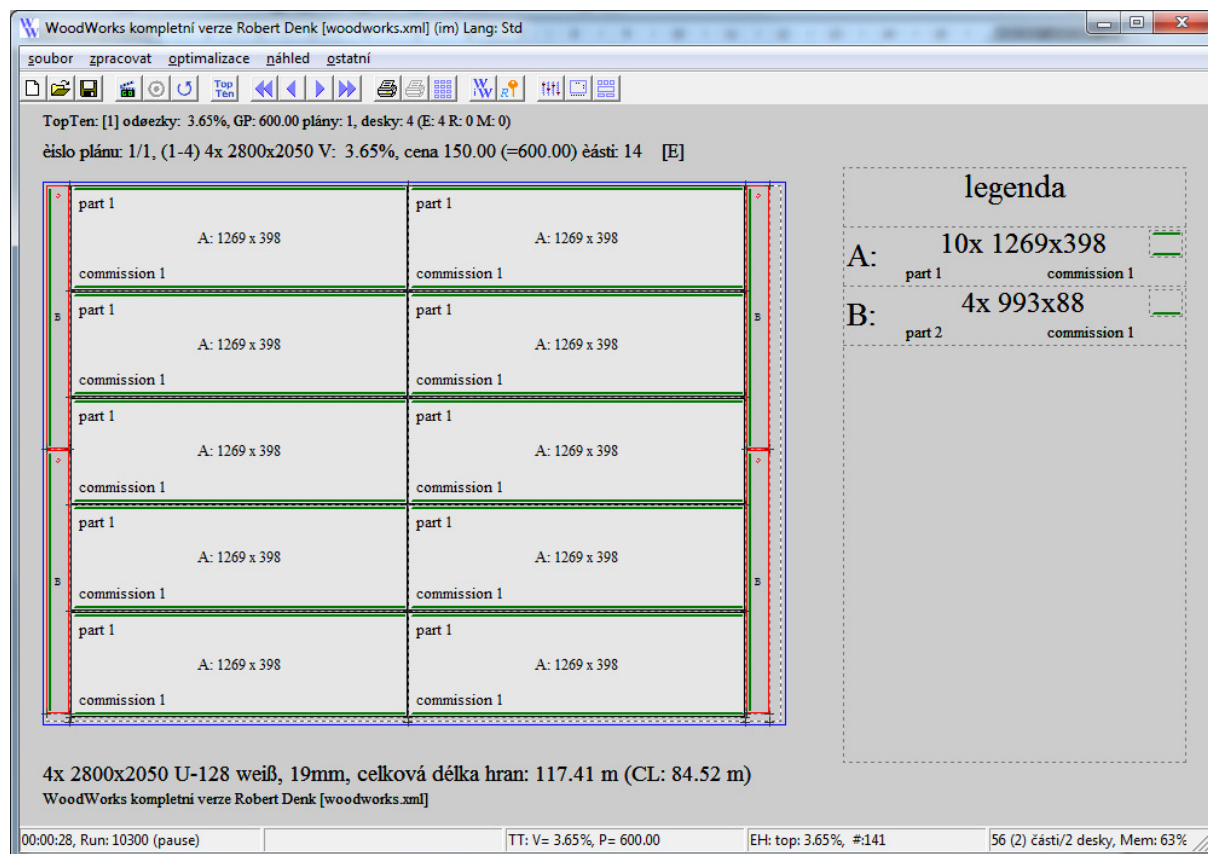 WoodWorks kompletní verze Robert Denk [woodworks.xml] (im) Lang: Std
soubor zpracovat optimalizace náhled ostatní
Top Ten
TopTen: [1] odøezky: 3.65%, GP: 600.00 plány: 1, desky: 4 (E: 4 R: 0 M: 0)
èíslo plánu: 1/1, (1-4) 4x 2800x2050 V: 3.65%, cena 150.00 (=600.00) èásti: 14 [E]
part 1 part 1
A: 1269 x 398 A: 1269 x 398
commission 1 commission 1
part 1 part 1
B B
A: 1269 x 398 A: 1269 x 398
commission 1 commission 1
part 1 part 1
A: 1269 x 398 A: 1269 x 398
commission 1 commission 1
part 1 part 1
A: 1269 x 398 A: 1269 x 398
B B
commission 1 commission 1
part 1 part 1
A: 1269 x 398 A: 1269 x 398
commission 1 commission 1
legenda
A: 10x 1269x398
part 1 commission 1
B: 4x 993x88
part 2 commission 1
4x 2800x2050 U-128 weiß, 19mm, celková délka hran: 117.41 m (CL: 84.52 m)
WoodWorks kompletní verze Robert Denk [woodworks.xml]
00:00:28, Run: 10300 (pause) TT: V= 3.65%, P= 600.00 EH: top: 3.65%, #:141 56 (2) části/2 desky, Mem: 63%